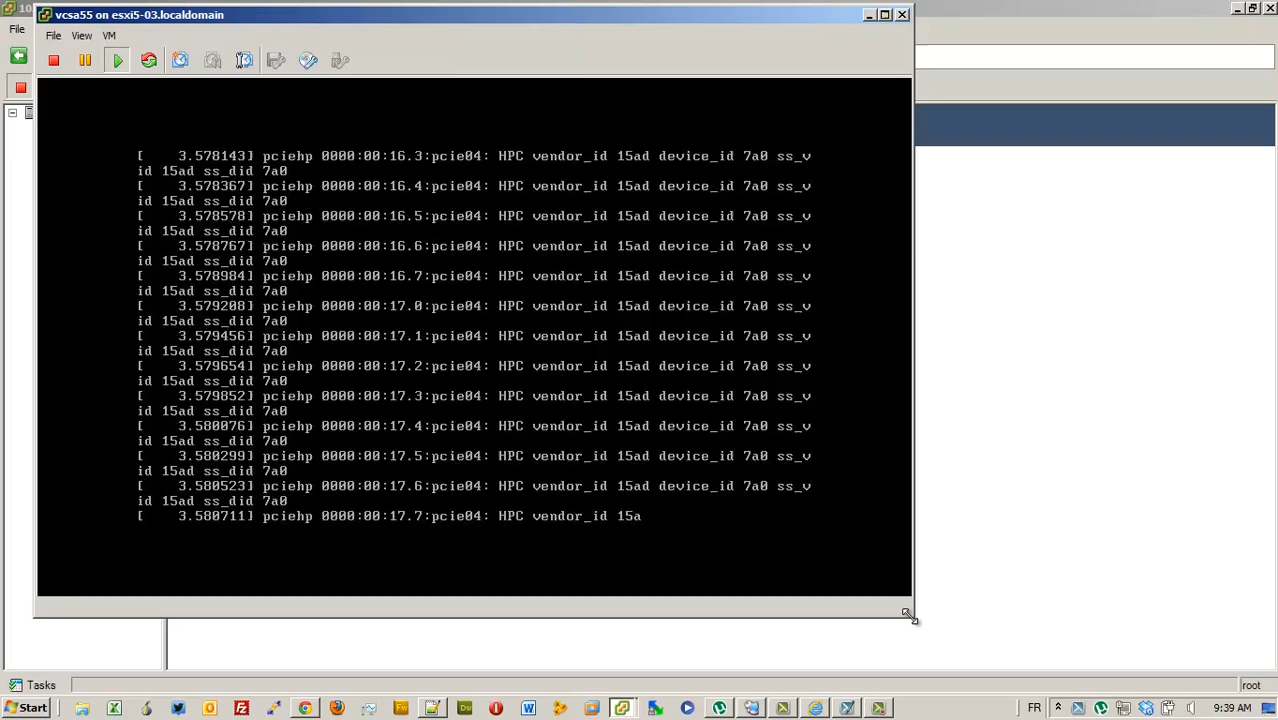 10
vcsa55 on esxi5-03.localdomain
File
File View VM
[ 3.578143] pciehp 0000:00:16.3:pcie04: HPC vendor_id 15ad device_id 7a0 ss_v
id 15ad ss_did 7a0
[ 3.578367] pciehp 0000:00:16.4:pcie04: HPC vendor_id 15ad device_id 7a0 ss_v
id 15ad ss_did 7a0
[ 3.578578] pciehp 0000:00:16.5:pcie04: HPC vendor_id 15ad device_id 7a0 ss_v
id 15ad ss_did 7a0
[ 3.578767] pciehp 0000:00:16.6:pcie04: HPC vendor_id 15ad device_id 7a0 ss_v
id 15ad ss_did 7a0
[ 3.578984] pciehp 0000:00:16.7:pcie04: HPC vendor_id 15ad device_id 7a0 ss_v
id 15ad ss_did 7a0
[ 3.579208] pciehp 0000:00:17.0:pcie04: HPC vendor_id 15ad device_id 7a0 ss_v
id 15ad ss_did 7a0
[ 3.579456] pciehp 0000:00:17.1:pcie04: HPC vendor_id 15ad device_id 7a0 ss_v
id 15ad ss_did 7a0
[ 3.579654] pciehp 0000:00:17.2:pcie04: HPC vendor_id 15ad device_id 7a0 ss_v
id 15ad ss_did 7a0
[ 3.579852] pciehp 0000:00:17.3:pcie04: HPC vendor_id 15ad device_id 7a0 ss_v
id 15ad ss_did 7a0
[ 3.580076] pciehp 0000:00:17.4:pcie04: HPC vendor_id 15ad device_id 7a0 ss_v
id 15ad ss_did 7a0
[ 3.580299] pciehp 0000:00:17.5:pcie04: HPC vendor_id 15ad device_id 7a0 ss_v
id 15ad ss_did 7a0
[ 3.580523] pciehp 0000:00:17.6:pcie04: HPC vendor_id 15ad device_id 7a0 ss_v
id 15ad ss_did 7a0
[ 3.580711] pciehp 0000:00:17.7:pcie04: HPC vendor_id 15a
Tasks
root
Start
FR
9:39 AM